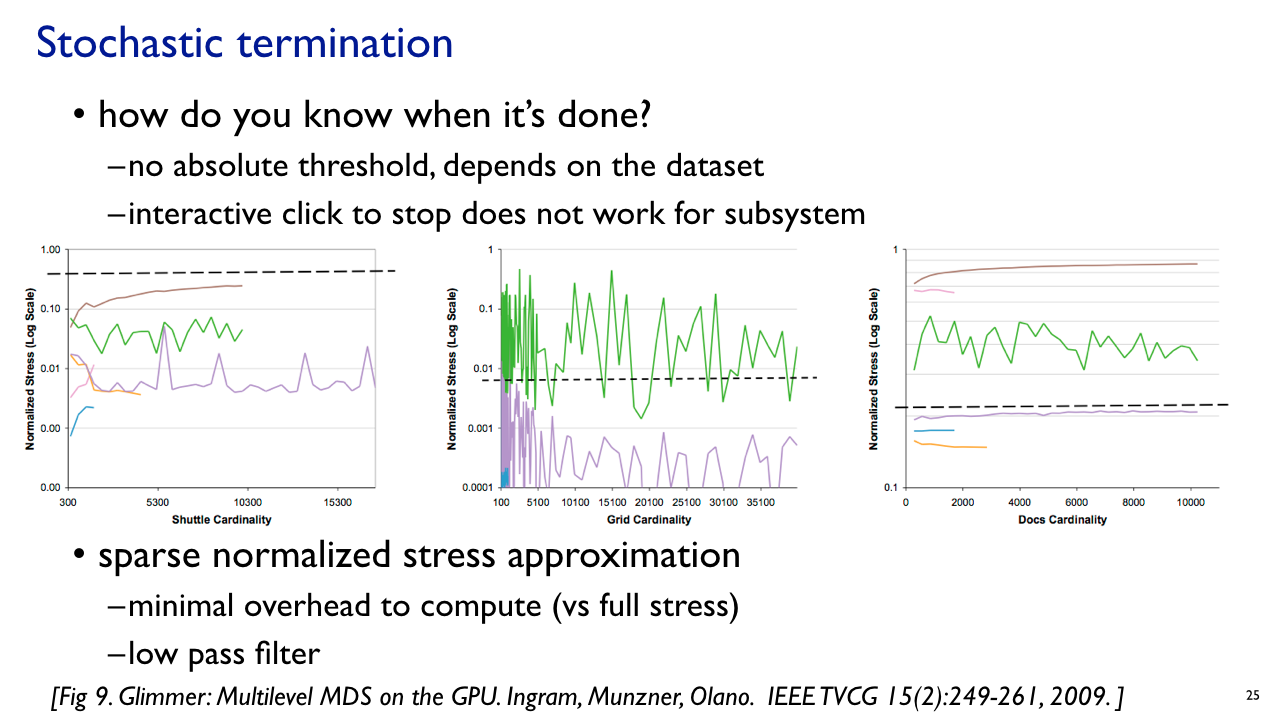 Stochastic termination
• how do you know when it's done?
–no absolute threshold, depends on the dataset
–interactive click to stop does not work for subsystem
Normalized Stress (Log Scale)
1.00
0.10
0.01
0.00
0.00
300 5300 10300 15300
Shuttle Cardinality
Normalized Stress (Log Scale)
1
0.1
0.01
0.001
0.0001
100 5100 10100 15100 20100 25100 30100 35100
Grid Cardinality
Normalized Stress (Log Scale)
1
0.1
0 2000 4000 6000 8000 10000
Docs Cardinality
• sparse normalized stress approximation
–minimal overhead to compute (vs full stress)
–low pass filter
[Fig 9. Glimmer: Multilevel MDS on the GPU. Ingram, Munzner, Olano. IEEE TVCG 15(2):249-261, 2009. ]
25